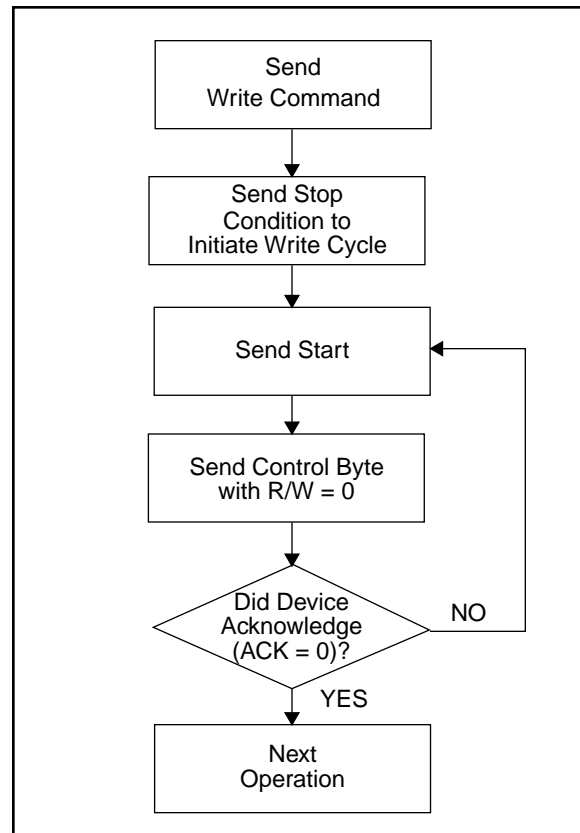 Send
Write Command
Send Stop
Condition to
Initiate Write Cycle
Send Start
Send Control Byte
with R/W = 0
Did Device
Acknowledge
(ACK = 0)?
NO
YES
Next
Operation